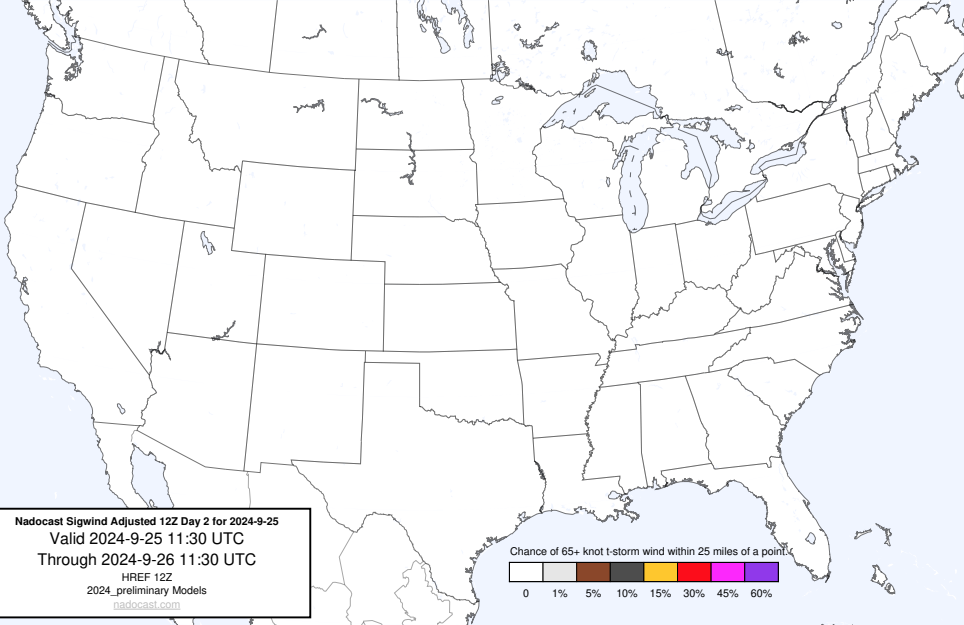 Nadocast Sigwind Adjusted 12Z Day 2 for 2024-9-25
Valid 2024-9-25 11:30 UTC
Through 2024-9-26 11:30 UTC
HREF 12Z
2024_preliminary Models
nadocast.com
Chance of 65+ knot t-storm wind within 25 miles of a point.
0 1% 5% 10% 15% 30% 45% 60%